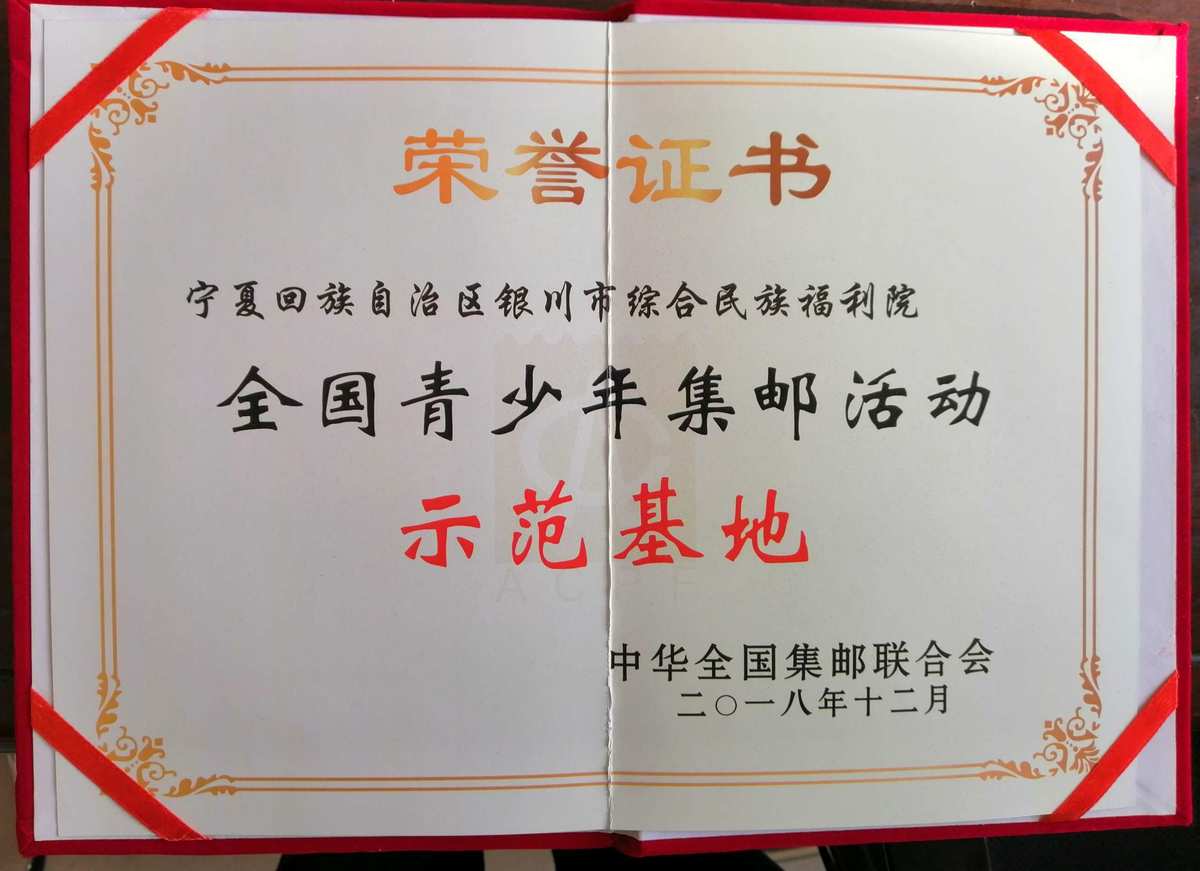 荣誉证书
宁夏回族自治区银川市综合民族福利院
全国青少年集邮活动
示范基地
中华全国集邮联合会
二〇一八年十二月